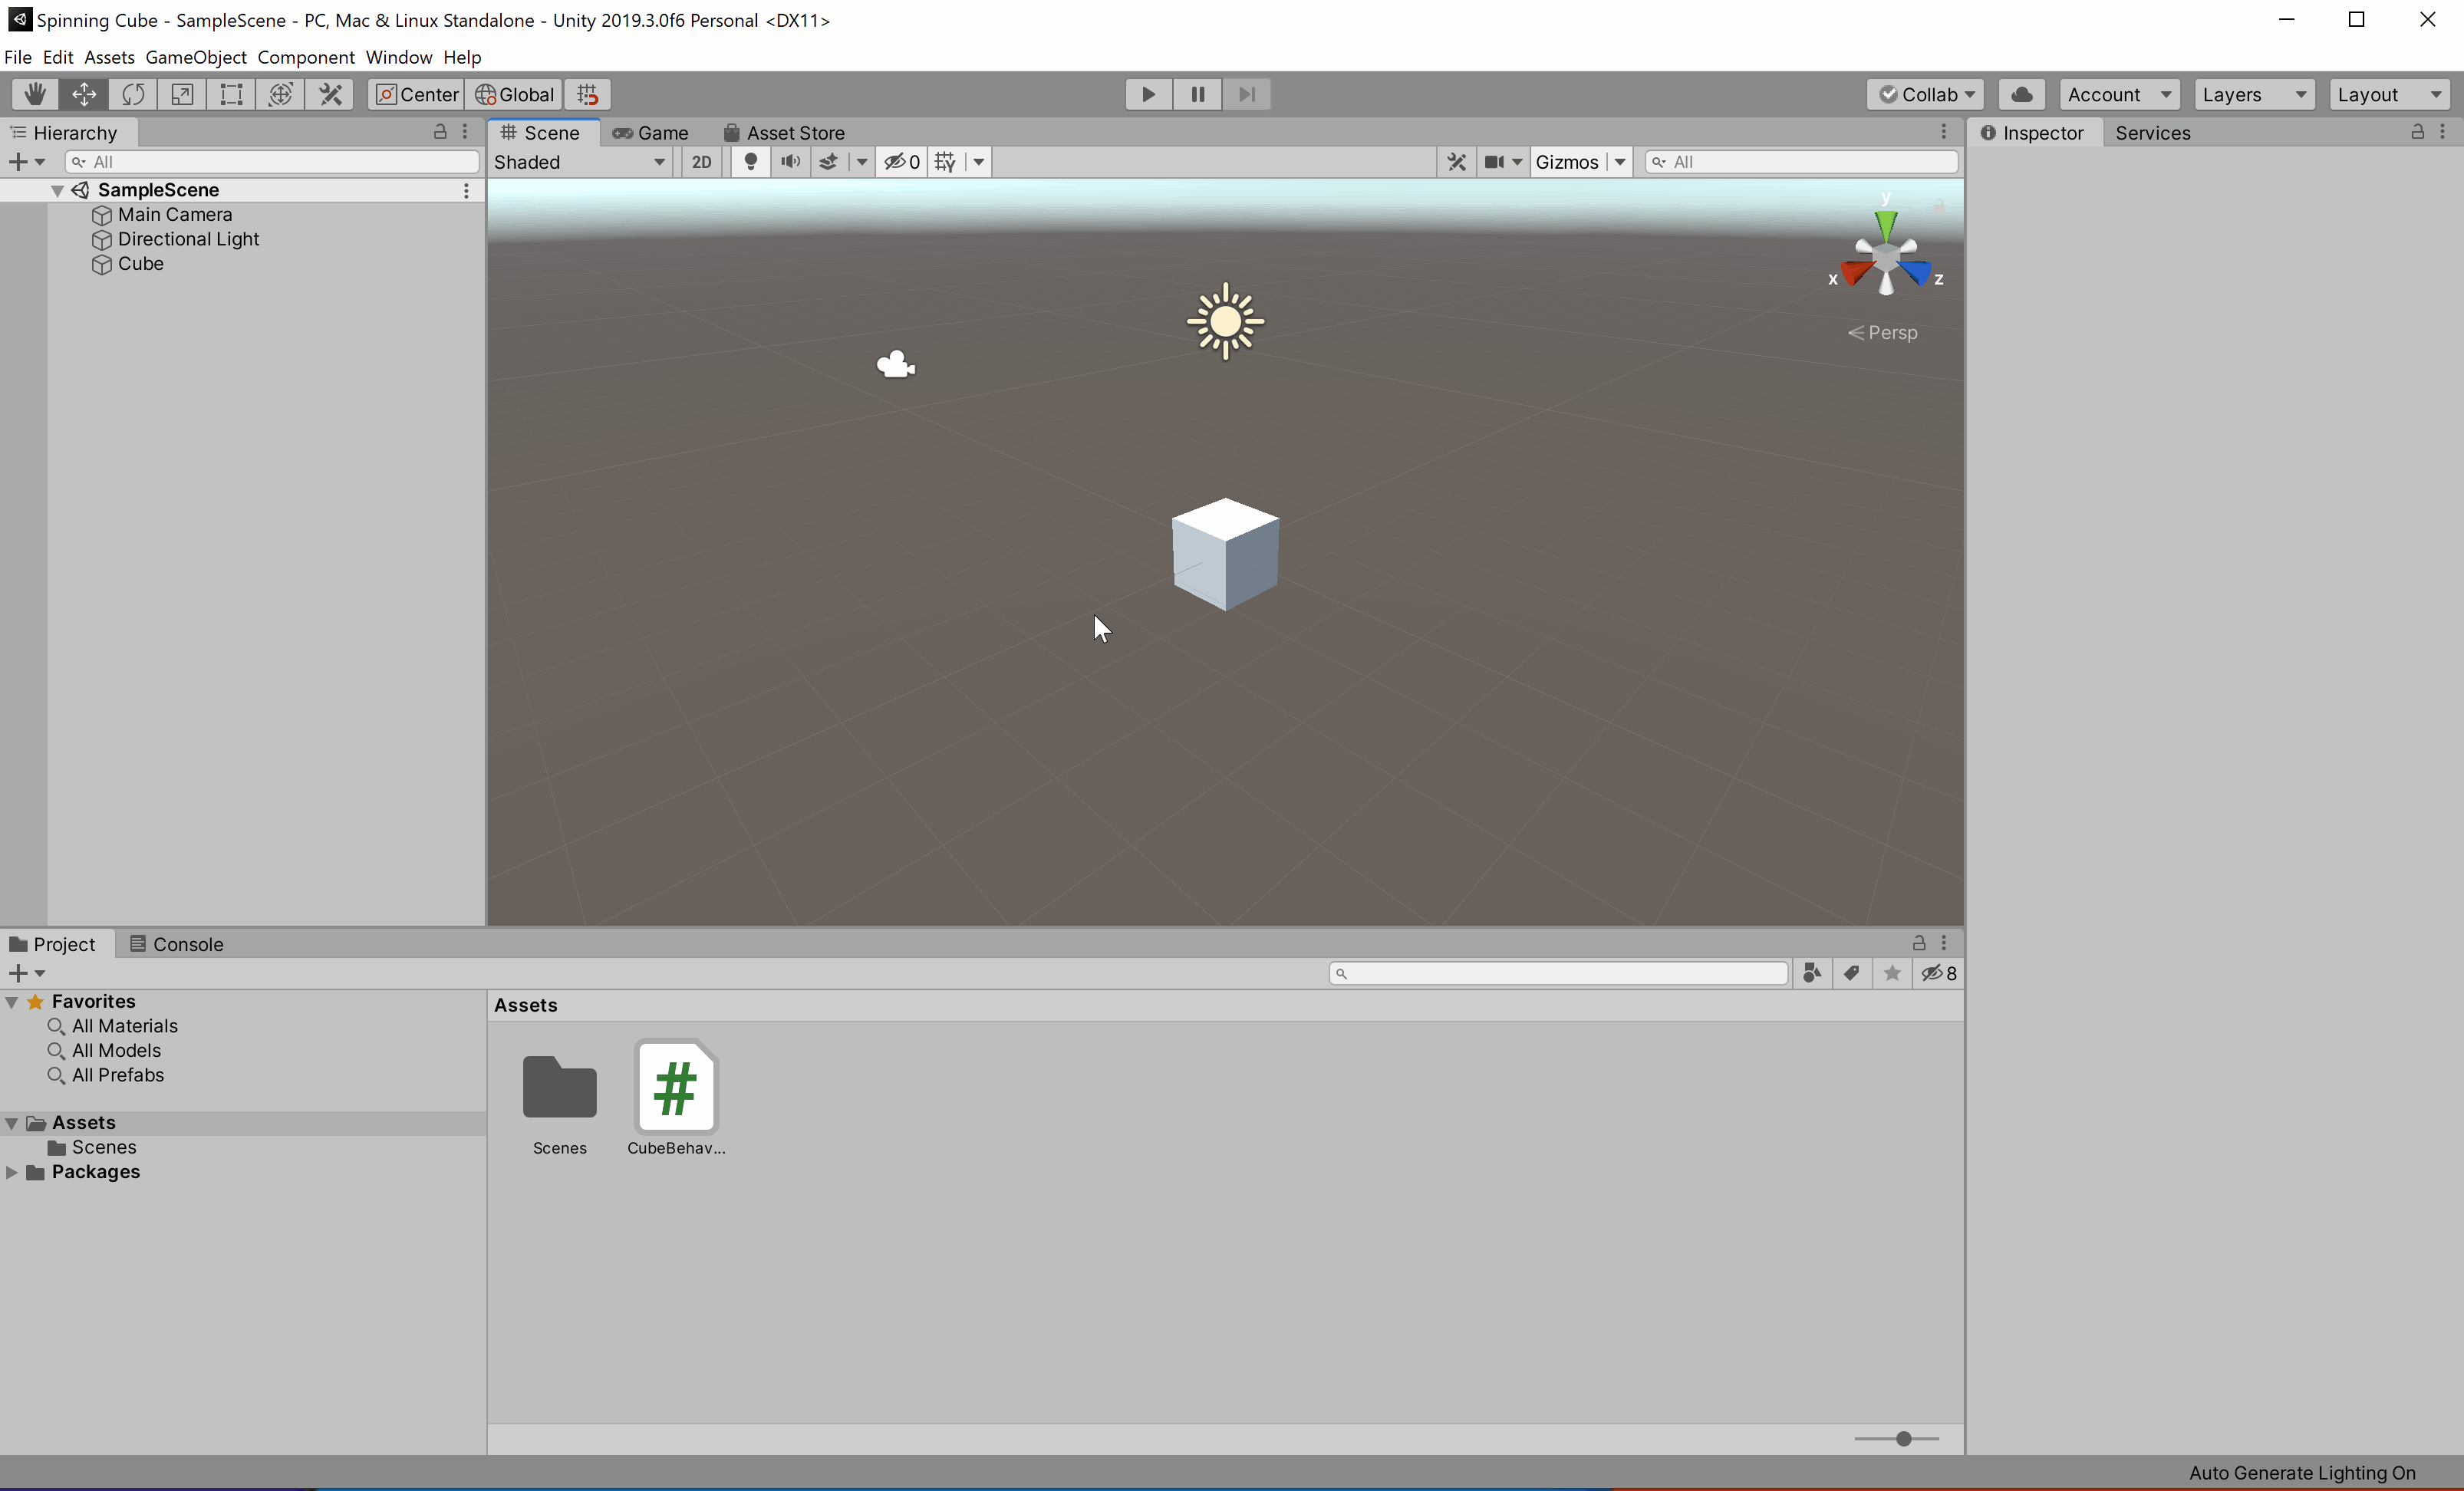 Spinning Cube - SampleScene - PC, Mac & Linux Standalone - Unity 2019.3.0f6 Personal <DX11>
File Edit Assets GameObject Component Window Help
Center Global Collab Account Layers Layout
Hierarchy
All
SampleScene
Main Camera
Directional Light
Cube
Scene Game Asset Store
Shaded 2D 0 Gizmos All
y
x z
Persp
Inspector Services
Project Console
8
Favorites
All Materials
All Models
All Prefabs
Assets
Scenes
Packages
Assets
Scenes CubeBehav...
Auto Generate Lighting On